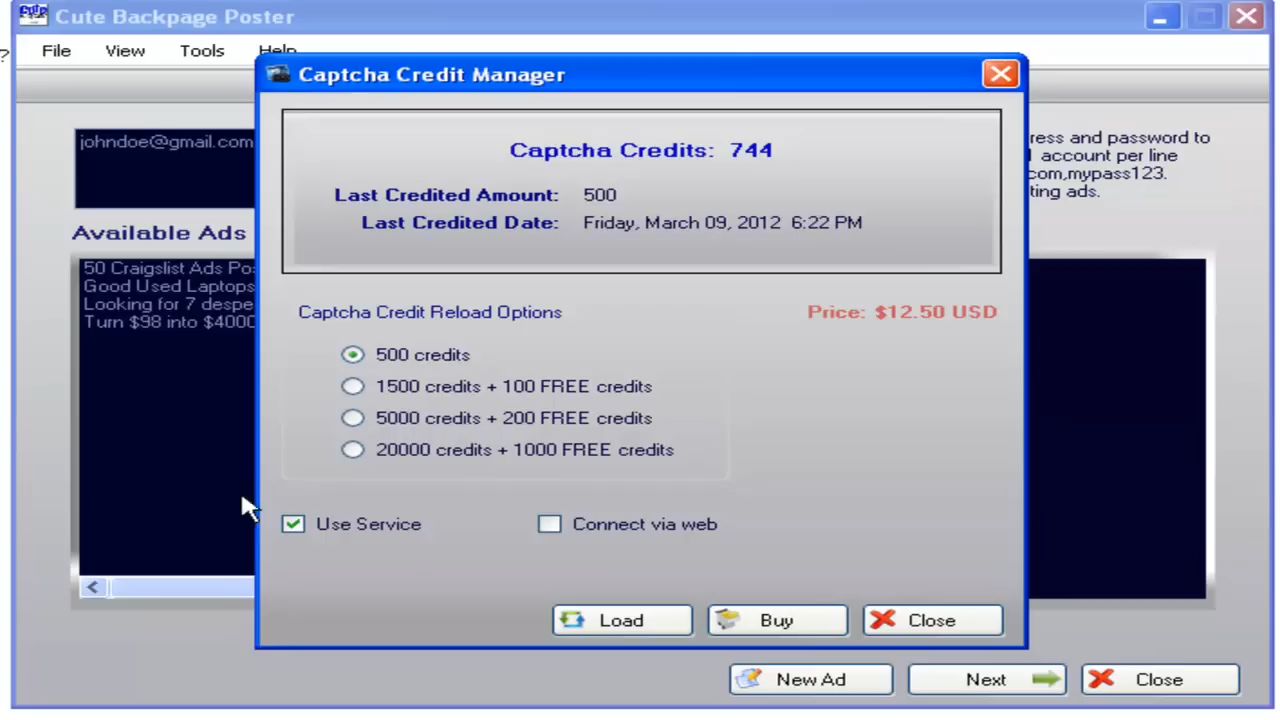 Cute Backpage Poster
?
File View Tools Help
Captcha Credit Manager
johndoe@gmail.com
ress and password to
account per line
com,mypass123.
ting ads.
Captcha Credits: 744
Last Credited Amount: 500
Last Credited Date: Friday, March 09, 2012 6:22 PM
Available Ads
50 Craigslist Ads Po
Good Used Laptops
Looking for 7 despe
Turn $98 into $4000
Captcha Credit Reload Options
Price: $12.50 USD
500 credits
1500 credits + 100 FREE credits
5000 credits + 200 FREE credits
20000 credits + 1000 FREE credits
Use Service
Connect via web
Load
Buy
Close
New Ad
Next
Close